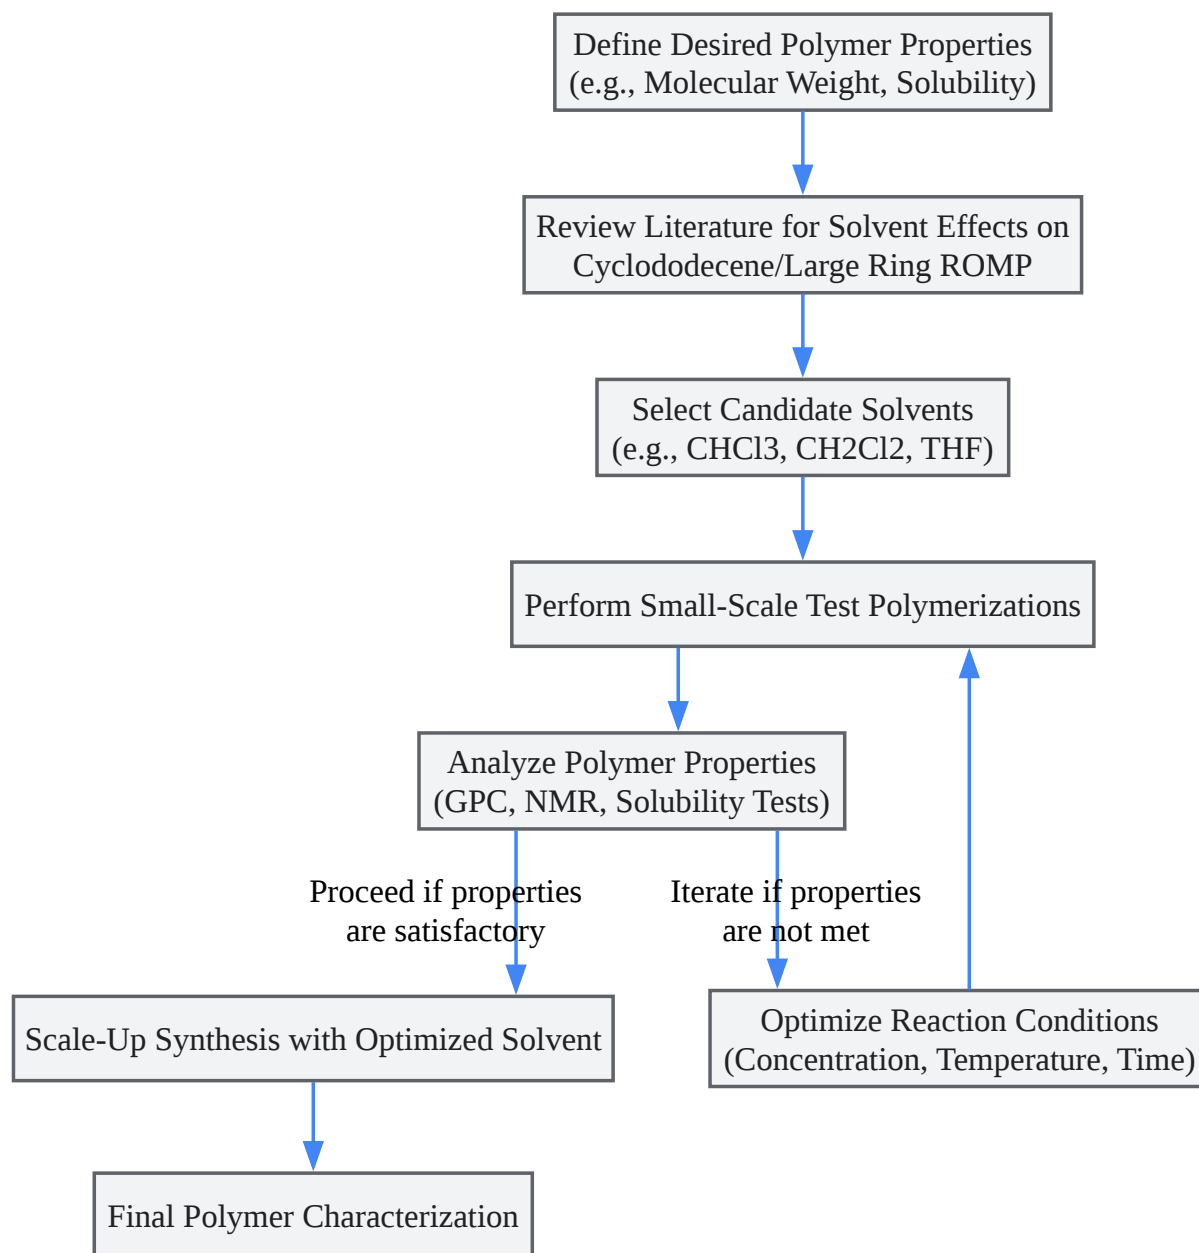 Define Desired Polymer Properties
(e.g., Molecular Weight, Solubility)
Review Literature for Solvent Effects on
Cyclododecene/Large Ring ROMP
Select Candidate Solvents
(e.g., CHCl3, CH2Cl2, THF)
Perform Small-Scale Test Polymerizations
Analyze Polymer Properties
(GPC, NMR, Solubility Tests)
Proceed if properties
are satisfactory
Iterate if properties
are not met
Scale-Up Synthesis with Optimized Solvent
Optimize Reaction Conditions
(Concentration, Temperature, Time)
Final Polymer Characterization